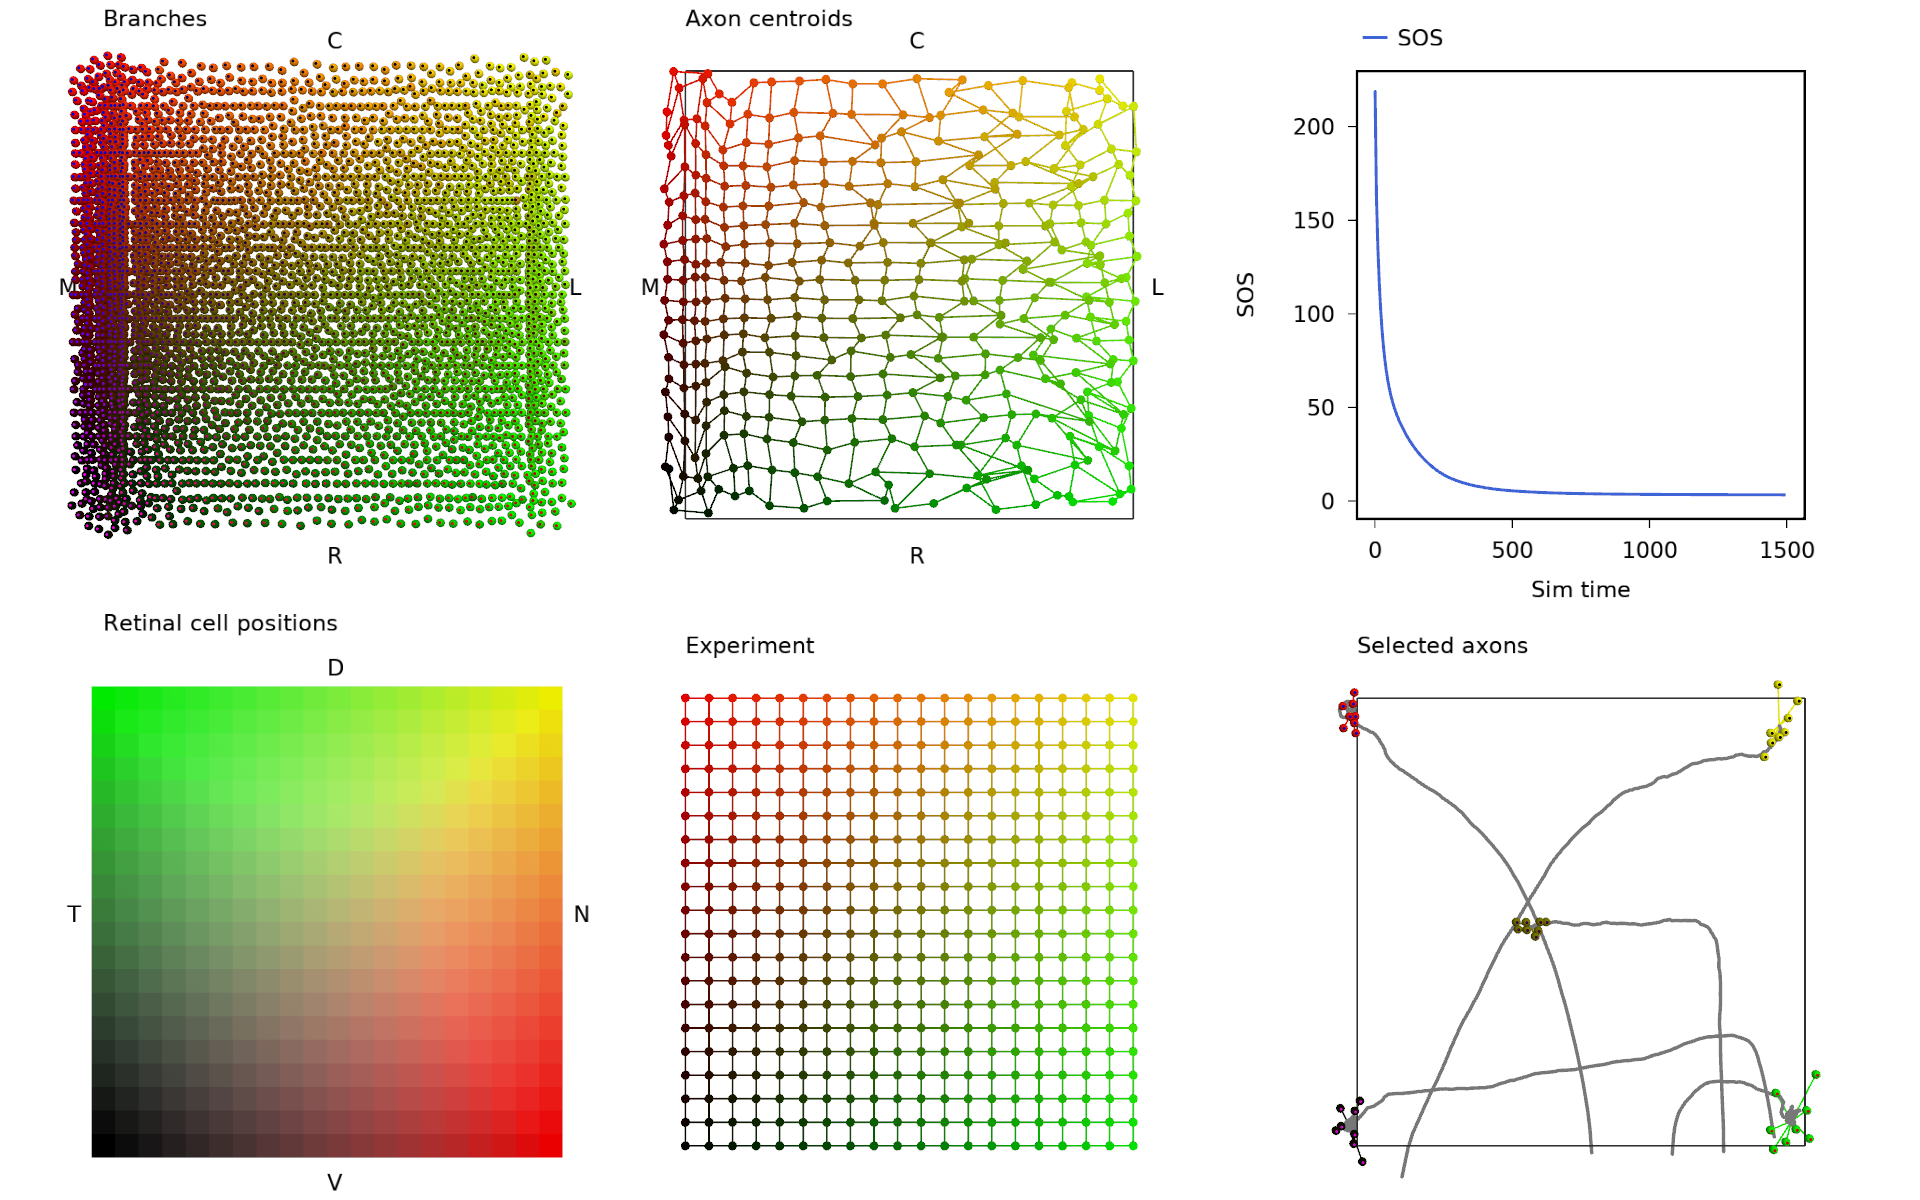 Branches
C
M
L
R
Axon centroids
C
M
L
R
SOS
200
150
100
50
0
SOS
0 500 1000 1500
Sim time
Retinal cell positions
D
T
N
V
Experiment
Selected axons